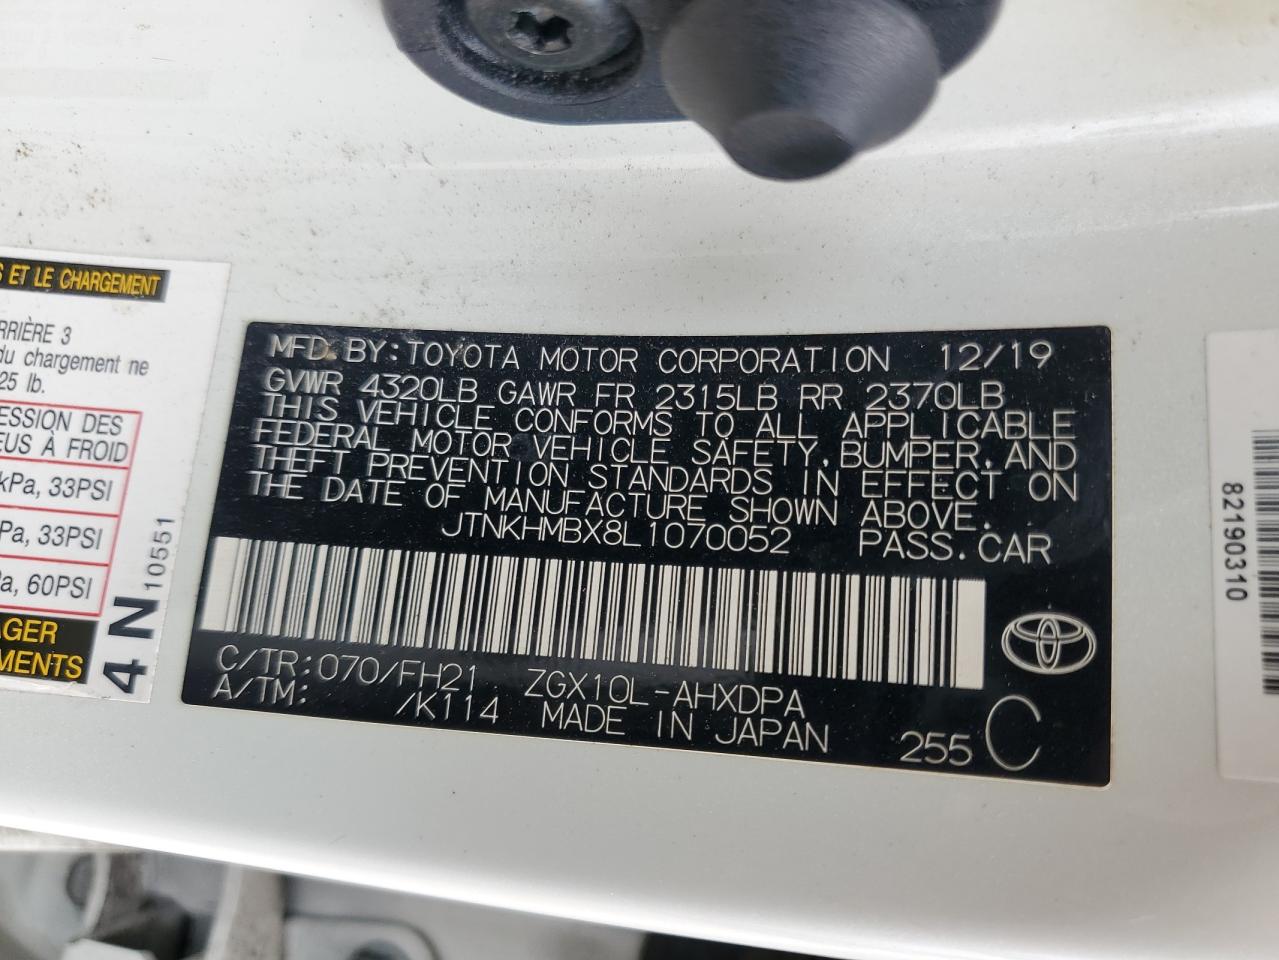 S ET LE CHARGEMENT
RRIÈRE 3
du chargement ne
25 lb.
ESSION DES
EUS À FROID
kPa, 33PSI
Pa, 33PSI
Pa, 60PSI
AGER
MENTS
4N 10551
MFD. BY: TOYOTA MOTOR CORPORATION 12/19
GVWR 4320LB GAWR FR 2315LB RR 2370LB
THIS VEHICLE CONFORMS TO ALL APPLICABLE
FEDERAL MOTOR VEHICLE SAFETY, BUMPER, AND
THEFT PREVENTION STANDARDS IN EFFECT ON
THE DATE OF MANUFACTURE SHOWN ABOVE.
JTNKHMBX8L1070052 PASS. CAR
C/TR: 070/FH21 ZGX10L-AHXDPA
A/TM: /K114 MADE IN JAPAN 255 C
82190310